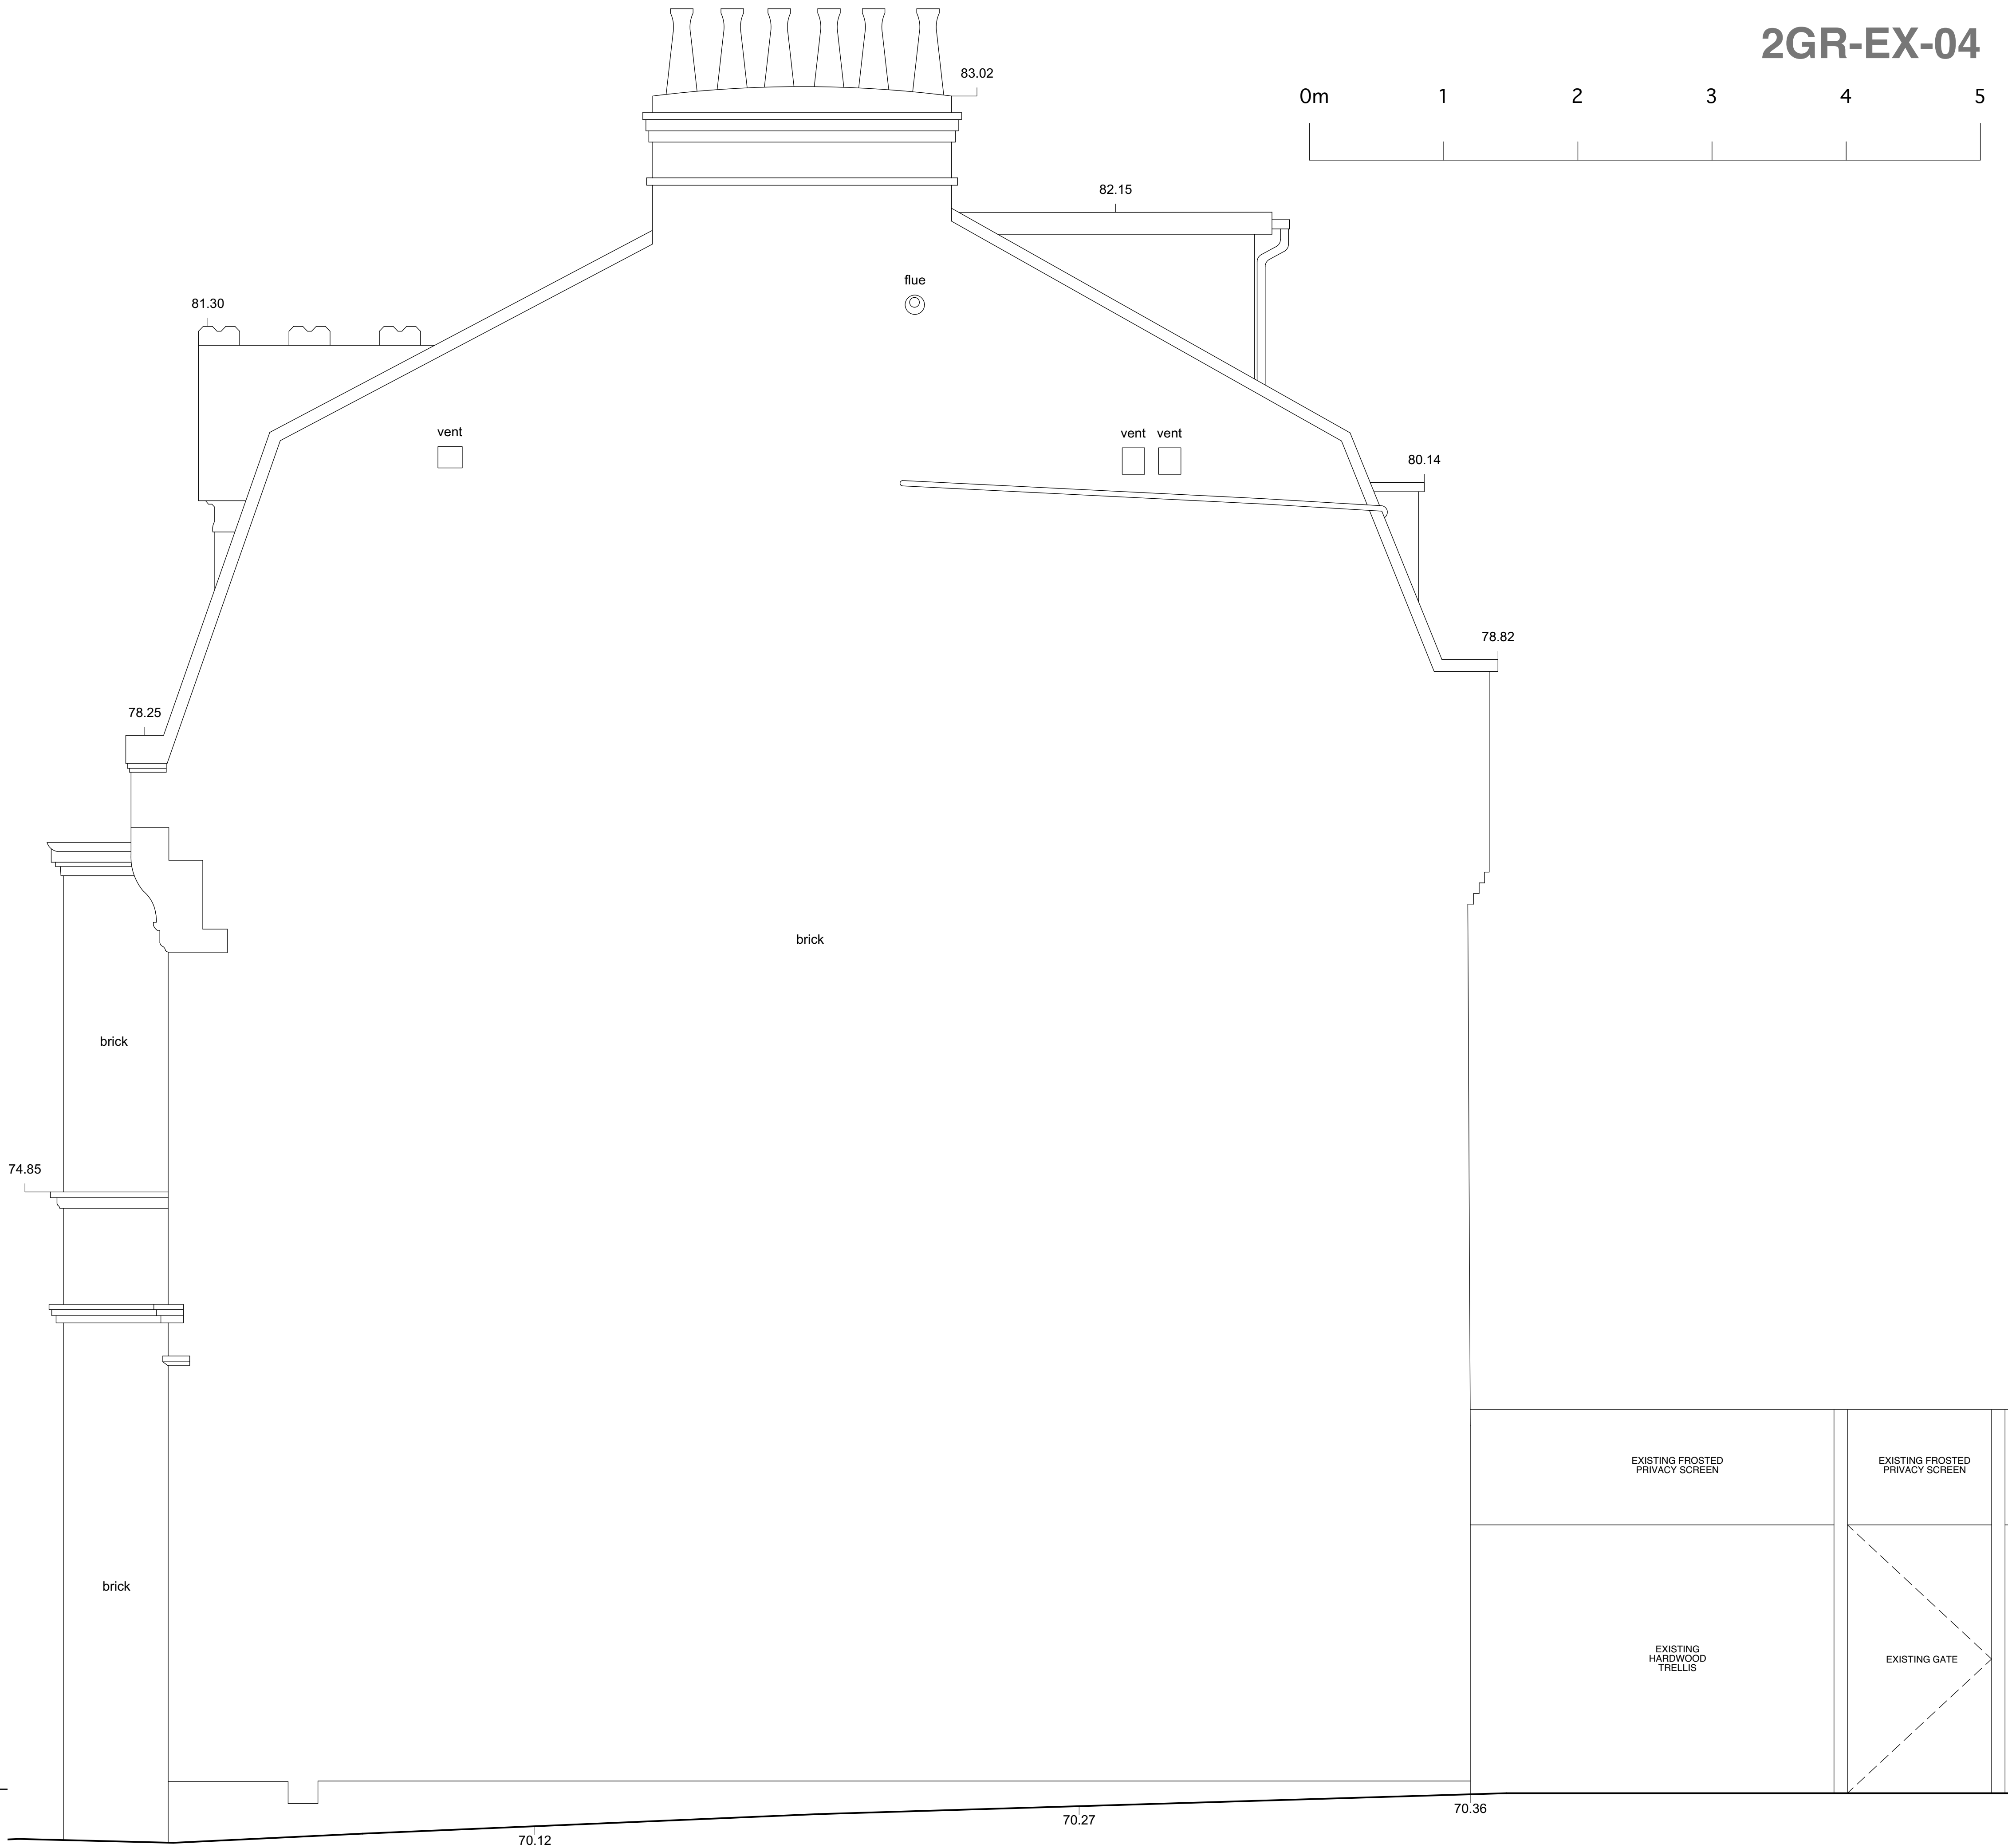 2GR-EX-04
83.02
0m 1 2 3 4 5
82.15
flue
81.30
vent
vent vent
80.14
78.82
78.25
brick
brick
74.85
EXISTING FROSTED
PRIVACY SCREEN
EXISTING FROSTED
PRIVACY SCREEN
brick
EXISTING
HARDWOOD
TRELLIS
EXISTING GATE
70.36
70.27
70.12